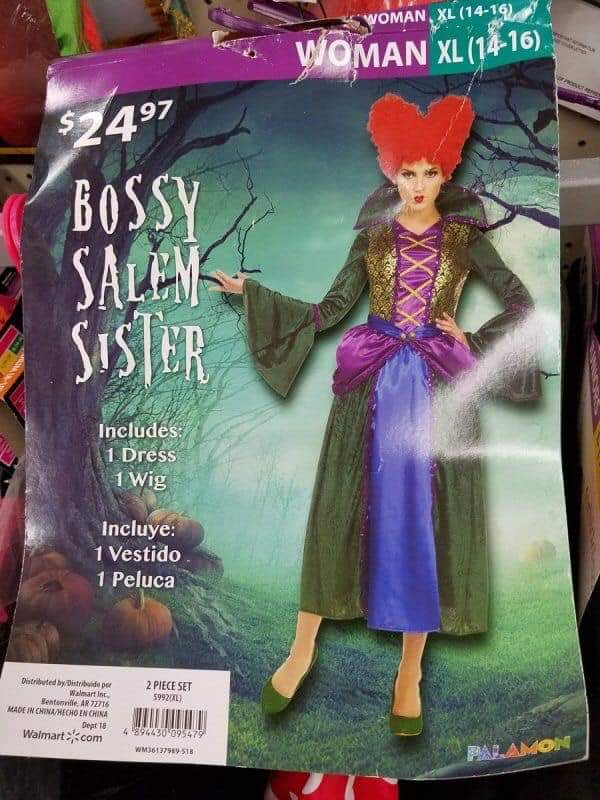 WOMAN XL (14-16)
WOMAN XL (14-16)
$24.97
BOSSY
SALEM
SISTER
Includes:
1 Dress
1 Wig
Incluye:
1 Vestido
1 Peluca
Distributed by/Distribuido por
Walmart Inc.,
Bentonville, AR 72716
MADE IN CHINA/HECHO EN CHINA
Dept 18
Walmart.com
2 PIECE SET
5992(XL)
4 894430 095479
WM36137989-518
PALAMON